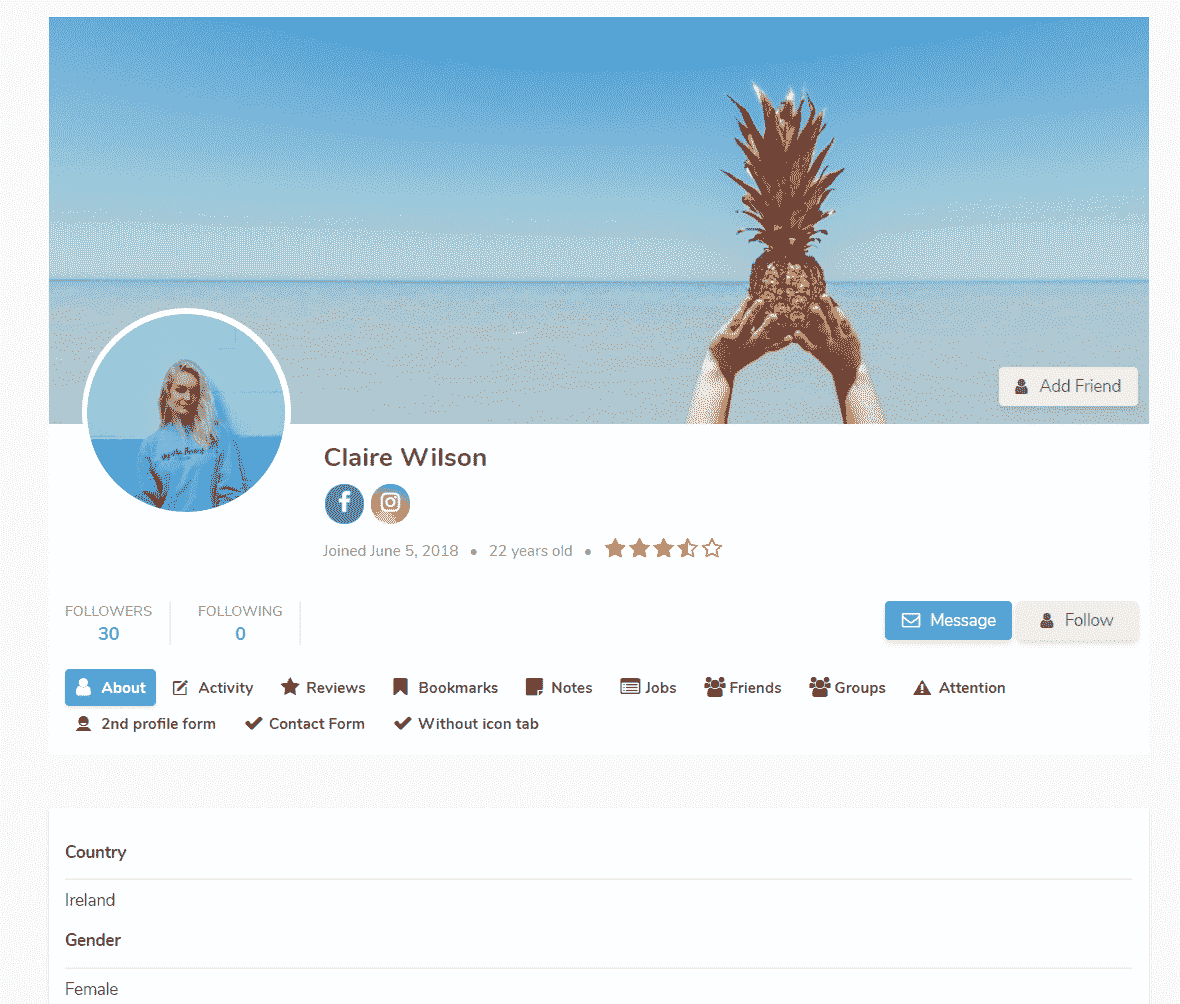 Add Friend
Claire Wilson
Joined June 5, 2018 • 22 years old •
FOLLOWERS FOLLOWING
30 0
Message Follow
About Activity Reviews Bookmarks Notes Jobs Friends Groups Attention
2nd profile form Contact Form Without icon tab
Country
Ireland
Gender
Female